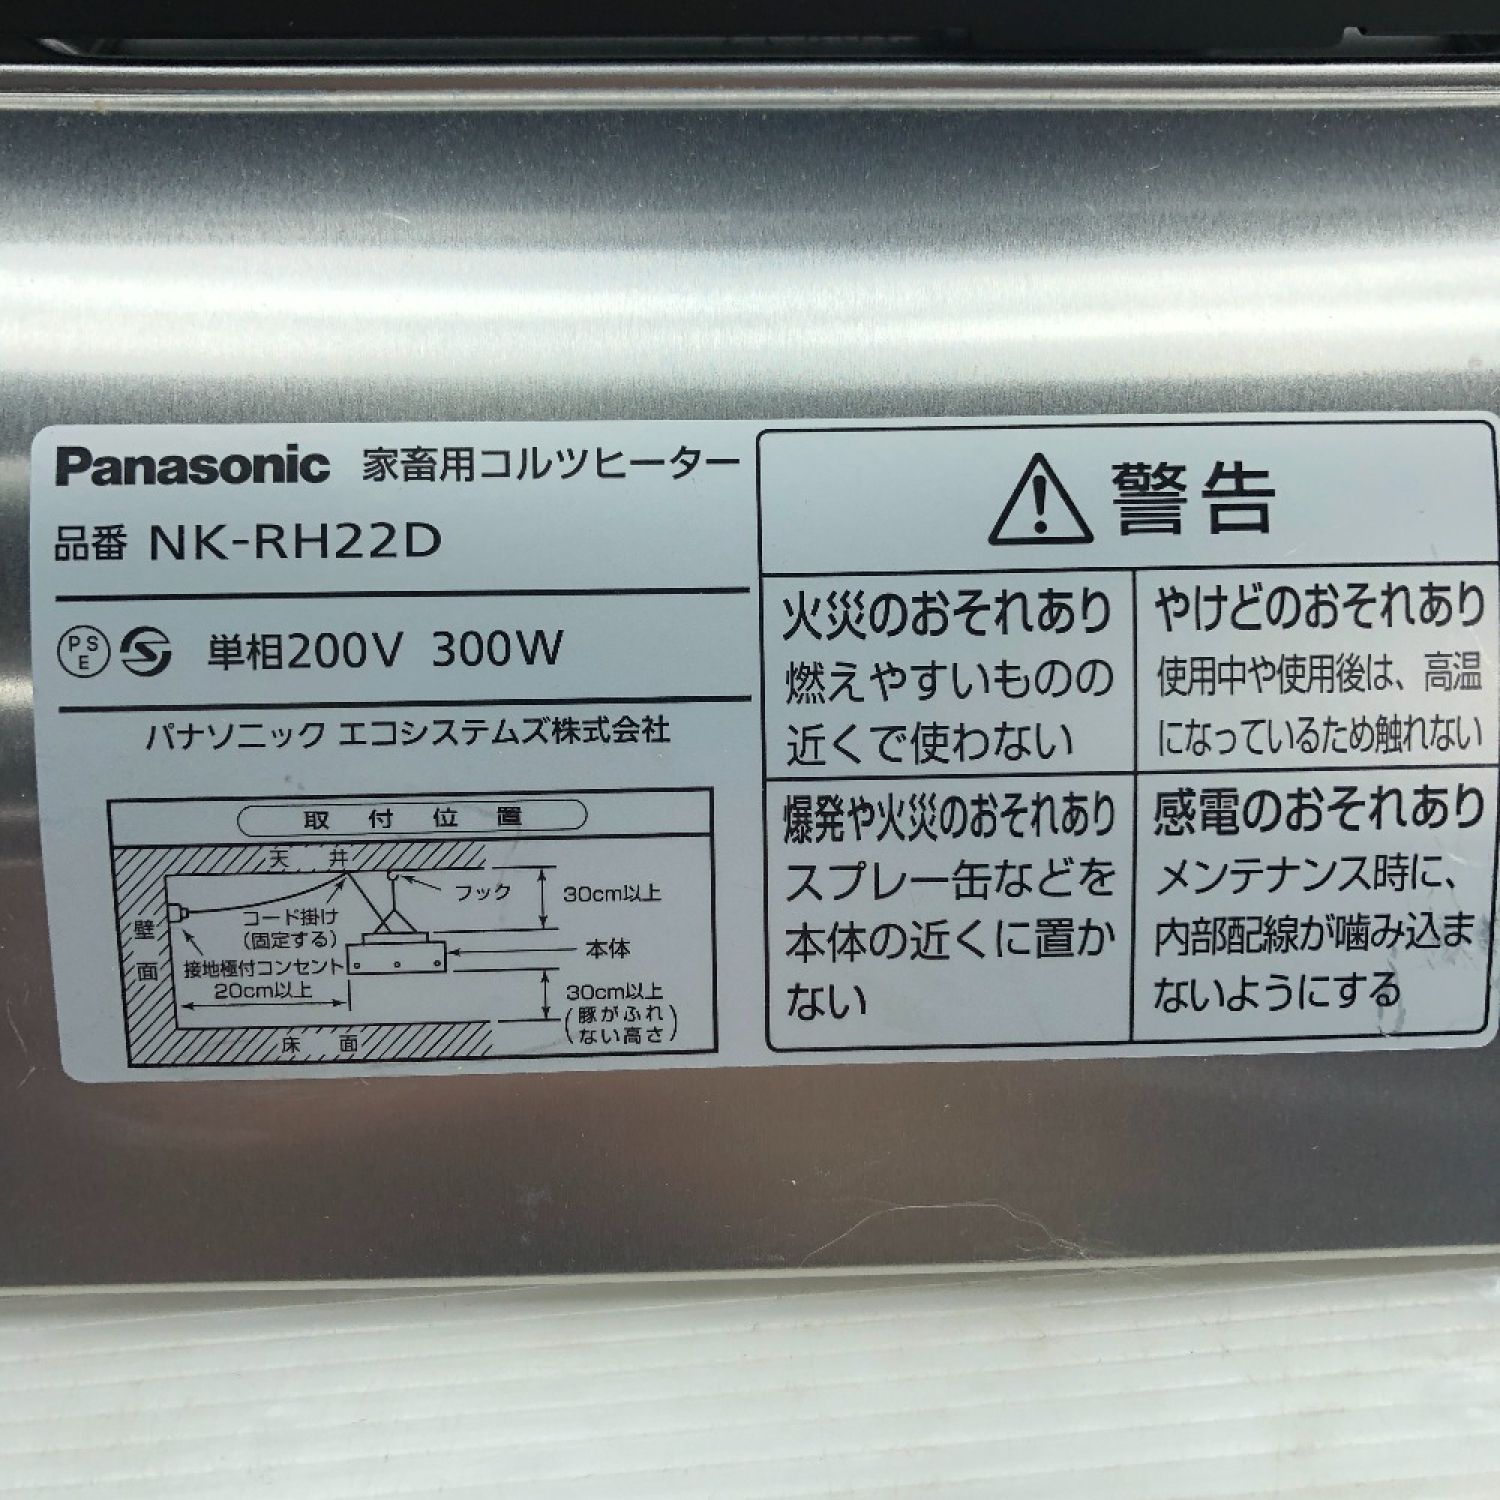 Panasonic 家畜用コルツヒーター
品番 NK-RH22D
PS E 単相200V 300W
パナソニック エコシステムズ株式会社
取付位置
天井
フック
30cm以上
コード掛け
(固定する)
壁面
本体
接地極付コンセント
20cm以上
30cm以上
(豚がふれ
ない高さ)
床面
警告
火災のおそれあり
燃えやすいものの
近くで使わない
やけどのおそれあり
使用中や使用後は、高温
になっているため触れない
爆発や火災のおそれあり
スプレー缶などを
本体の近くに置か
ない
感電のおそれあり
メンテナンス時に、
内部配線が噛み込ま
ないようにする